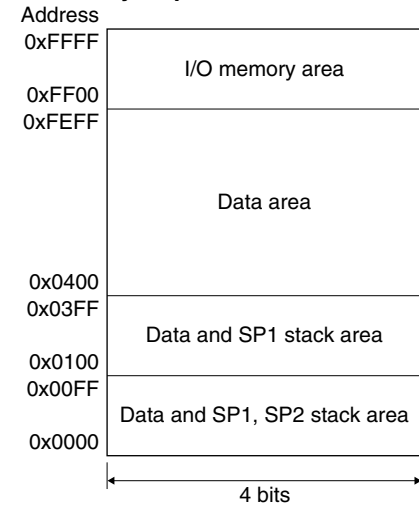 Address
0xFFFF
I/O memory area
0xFF00
0xFEFF
Data area
0x0400
0x03FF
Data and SP1 stack area
0x0100
0x00FF
Data and SP1, SP2 stack area
0x0000
4 bits